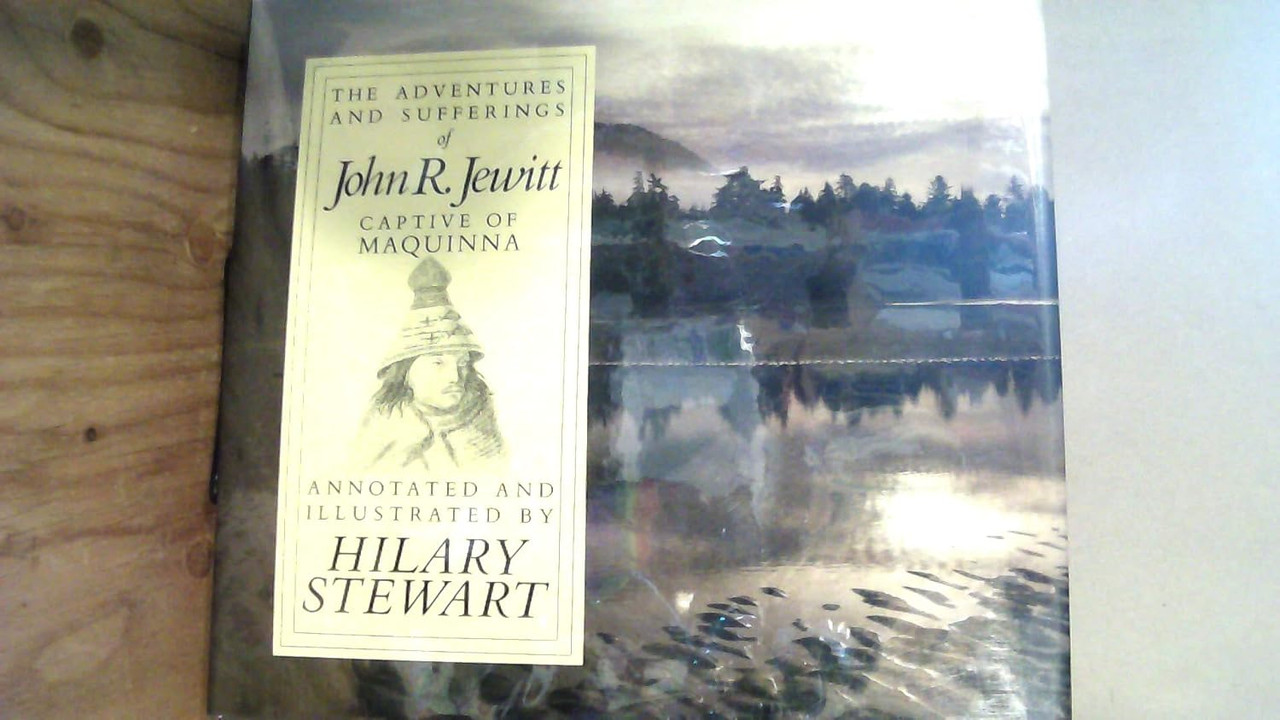 THE ADVENTURES
AND SUFFERINGS
of
John R. Jewitt
CAPTIVE OF
MAQUINNA
ANNOTATED AND
ILLUSTRATED BY
HILARY
STEWART